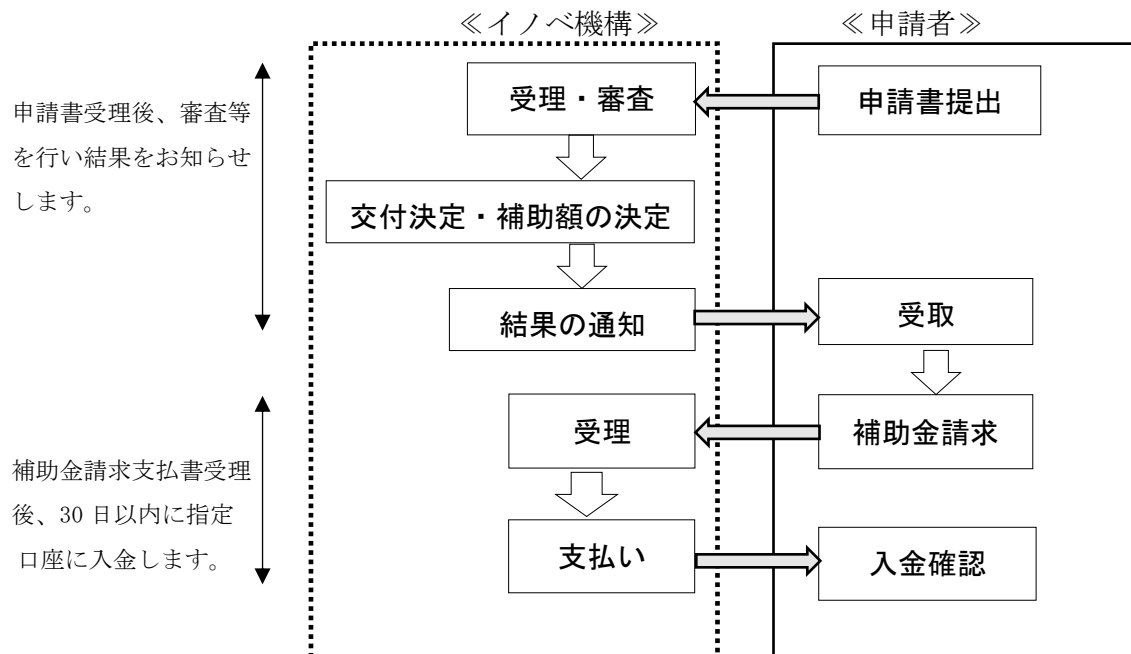 ≪イノベ機構≫
≪申請者≫
申請書受理後、審査等
を行い結果をお知らせ
します。
受理・審査
申請書提出
交付決定・補助額の決定
結果の通知
受取
補助金請求支払書受理
後、30 日以内に指定
口座に入金します。
受理
補助金請求
支払い
入金確認